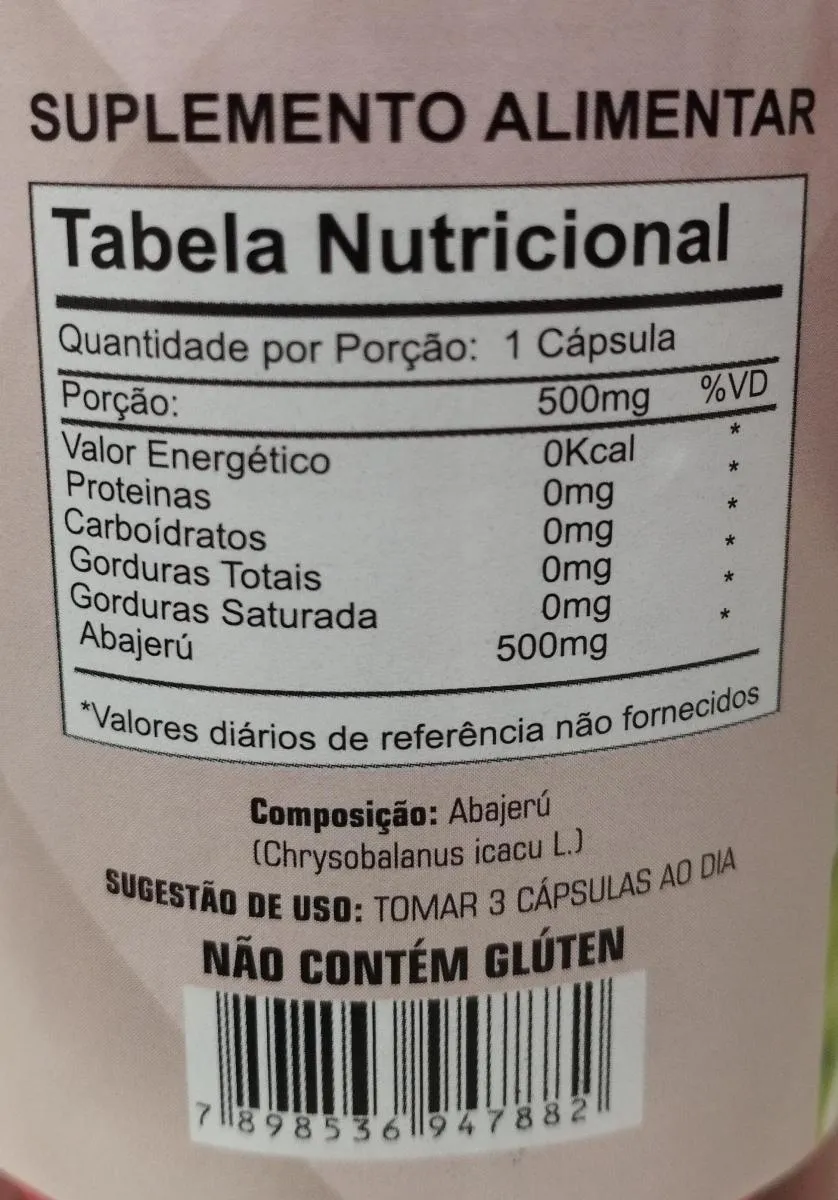 SUPLEMENTO ALIMENTAR
Tabela Nutricional
Quantidade por Porção: 1 Cápsula
Porção: 500mg %VD
Valor Energético 0Kcal *
Proteinas 0mg *
Carboídratos 0mg *
Gorduras Totais 0mg *
Gorduras Saturada 0mg *
Abajerú 500mg *
*Valores diários de referência não fornecidos
Composição: Abajerú
(Chrysobalanus icacu L.)
SUGESTÃO DE USO: TOMAR 3 CÁPSULAS AO DIA
NÃO CONTÉM GLÚTEN
7 898536 947882